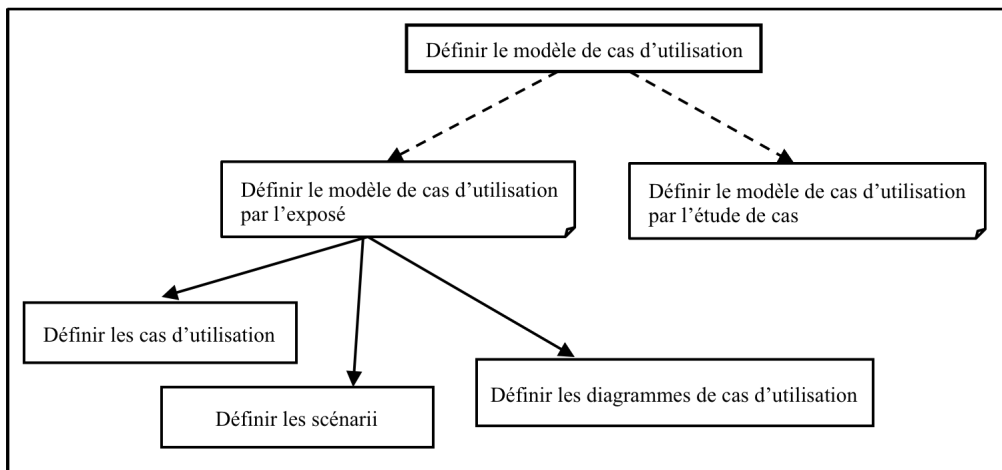 Définir le modèle de cas d’utilisation
Définir le modèle de cas d’utilisation
par l’exposé
Définir le modèle de cas d’utilisation
par l’étude de cas
Définir les cas d’utilisation
Définir les diagrammes de cas d’utilisation
Définir les scénarii